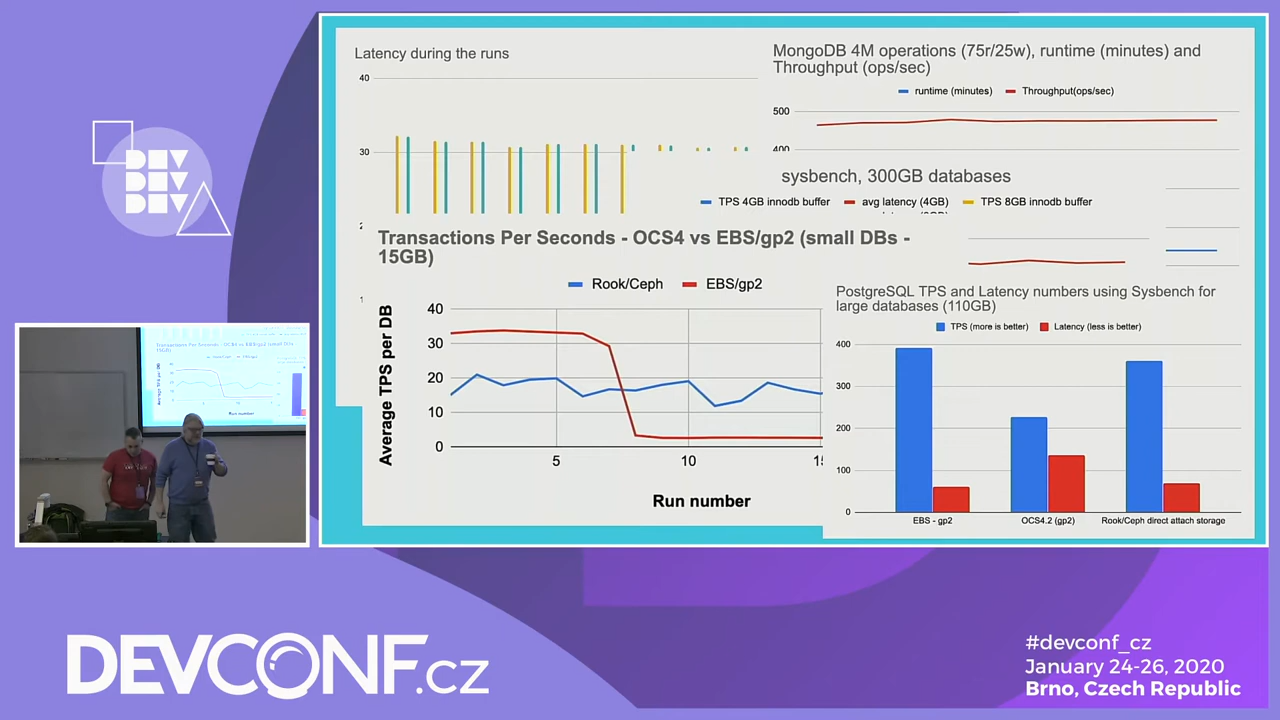 DEV
DEV
Latency during the runs
40
30
MongoDB 4M operations (75r/25w), runtime (minutes) and
Throughput (ops/sec)
runtime (minutes) Throughput(ops/sec)
500
400
sysbench, 300GB databases
TPS 4GB innodb buffer avg latency (4GB) TPS 8GB innodb buffer
Transactions Per Seconds - OCS4 vs EBS/gp2 (small DBs -
15GB)
Rook/Ceph EBS/gp2
Average TPS per DB
40
30
20
10
0
5 10 15
Run number
PostgreSQL TPS and Latency numbers using Sysbench for
large databases (110GB)
TPS (more is better) Latency (less is better)
400
300
200
100
0
EBS - gp2 OCS4.2 (gp2) Rook/Ceph direct attach storage
DEVCONF.cz
#devconf_cz
January 24-26, 2020
Brno, Czech Republic